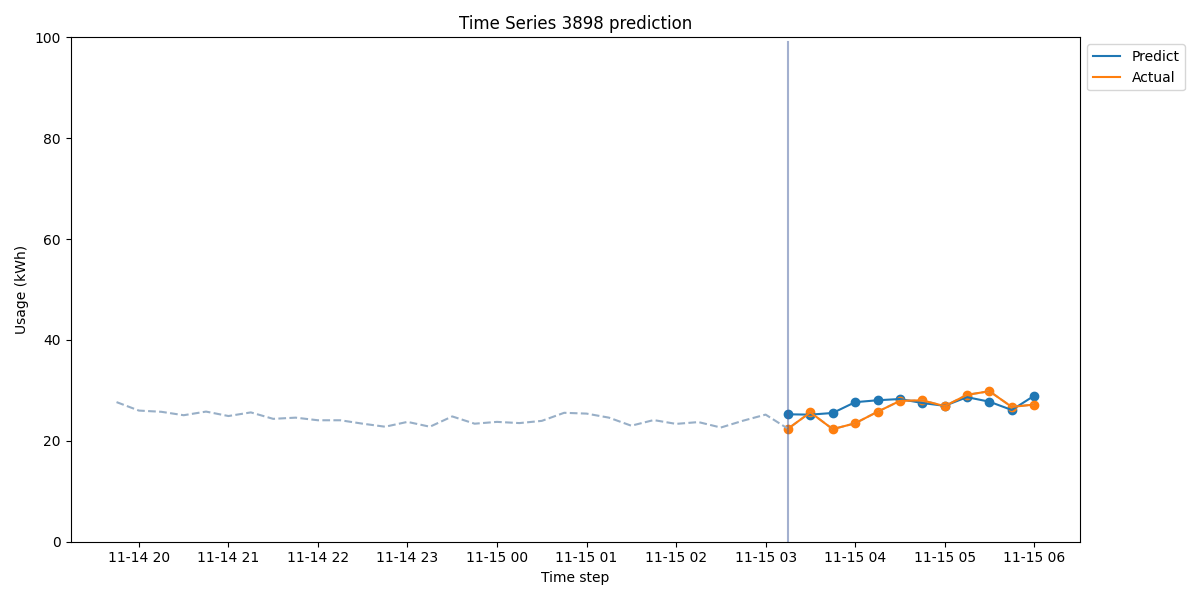 Time Series 3898 prediction
100
80
60
40
20
0
Usage (kWh)
11-14 20 11-14 21 11-14 22 11-14 23 11-15 00 11-15 01 11-15 02 11-15 03 11-15 04 11-15 05 11-15 06
Time step
Predict
Actual